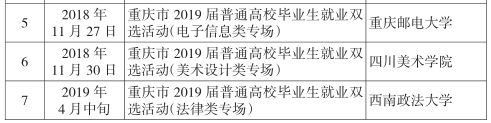 5 2018 年 11 月 27 日 重庆市 2019 届普通高校毕业生就业双选活动(电子信息类专场) 重庆邮电大学
6 2018 年 11 月 30 日 重庆市 2019 届普通高校毕业生就业双选活动(美术设计类专场) 四川美术学院
7 2019 年 4 月中旬 重庆市 2019 届普通高校毕业生就业双选活动(法律类专场) 西南政法大学